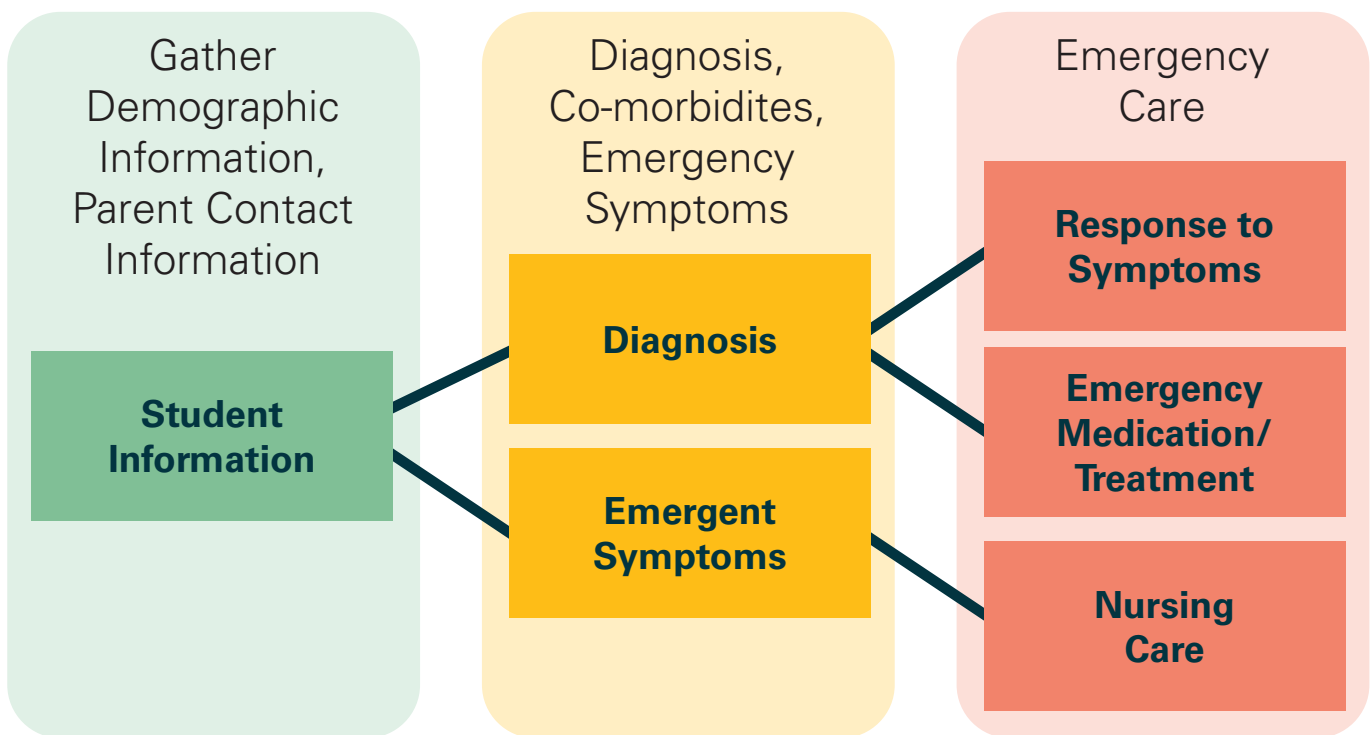 Gather
Demographic
Information,
Parent Contact
Information
Student
Information
Diagnosis,
Co-morbidites,
Emergency
Symptoms
Diagnosis
Emergent
Symptoms
Emergency
Care
Response to
Symptoms
Emergency
Medication/
Treatment
Nursing
Care